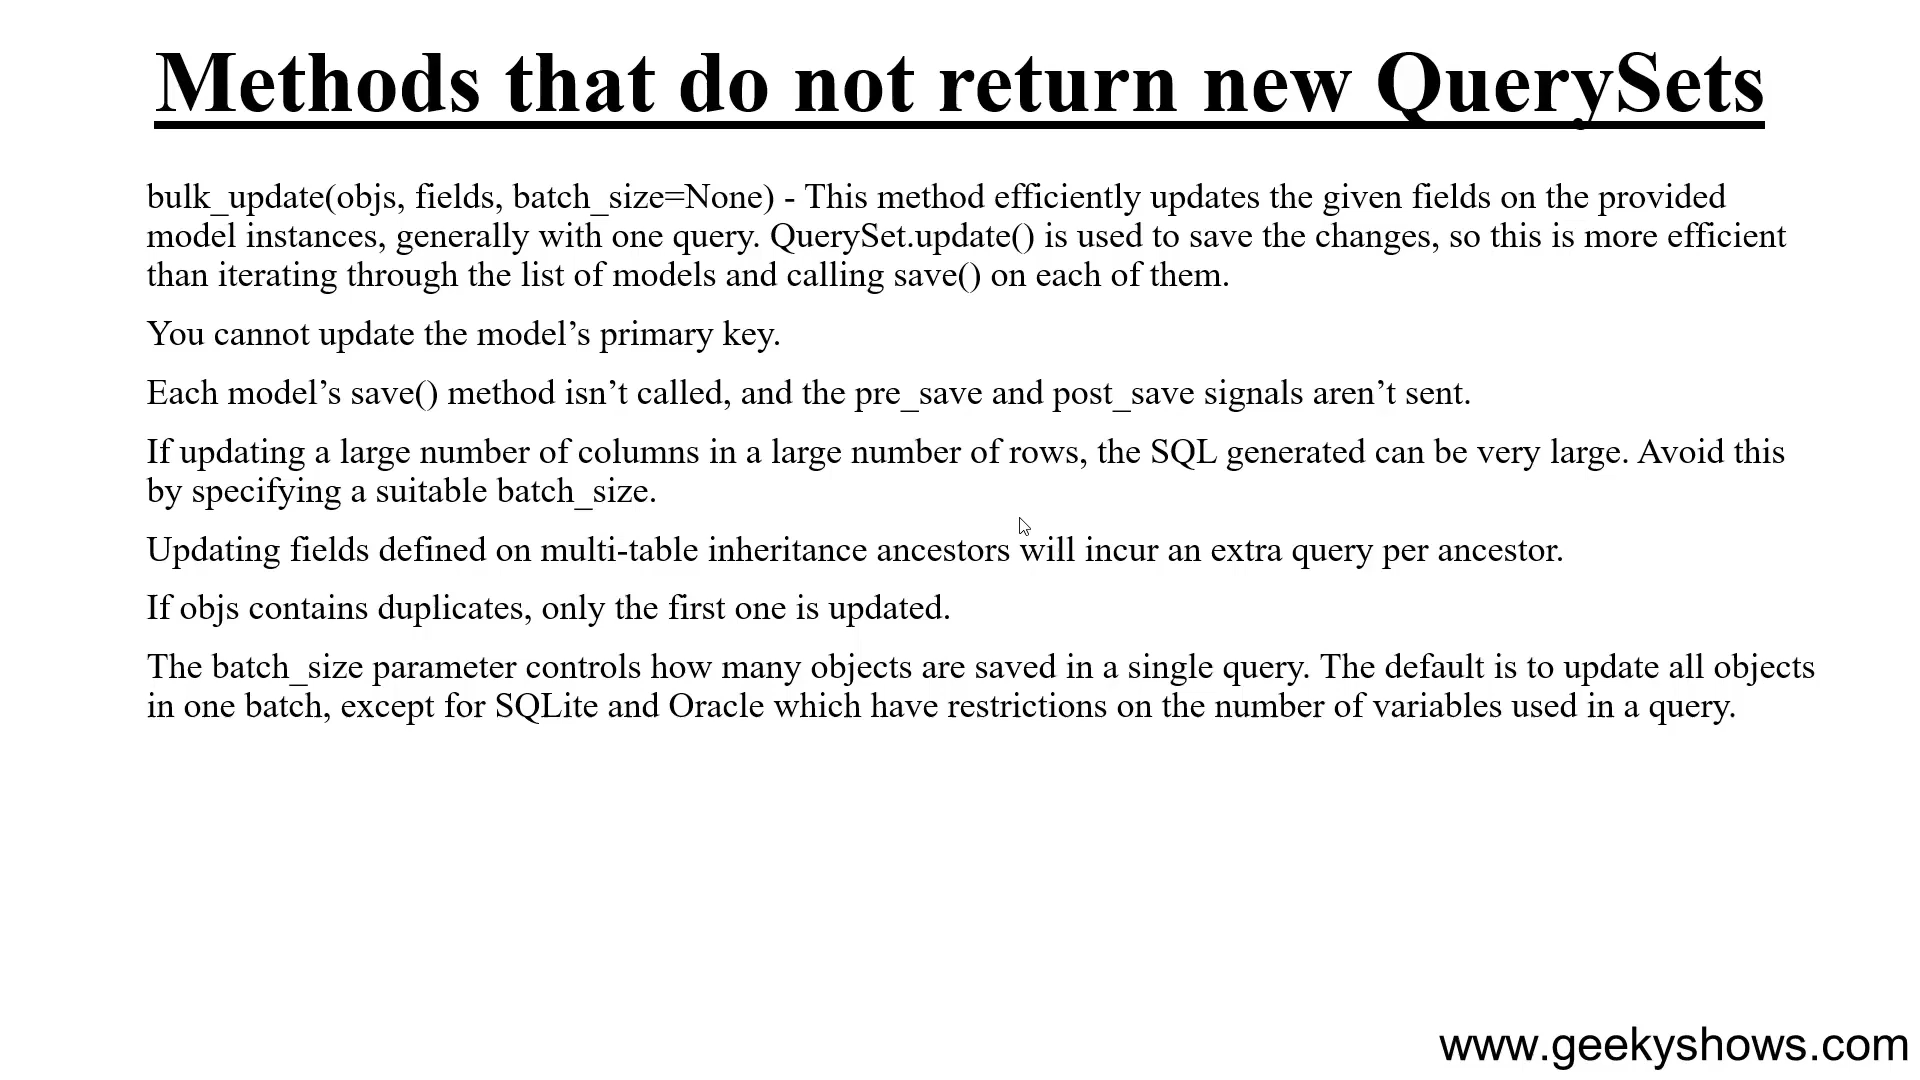 Methods that do not return new QuerySets
bulk_update(objs, fields, batch_size=None) - This method efficiently updates the given fields on the provided
model instances, generally with one query. QuerySet.update() is used to save the changes, so this is more efficient
than iterating through the list of models and calling save() on each of them.
You cannot update the model’s primary key.
Each model’s save() method isn’t called, and the pre_save and post_save signals aren’t sent.
If updating a large number of columns in a large number of rows, the SQL generated can be very large. Avoid this
by specifying a suitable batch_size.
Updating fields defined on multi-table inheritance ancestors will incur an extra query per ancestor.
If objs contains duplicates, only the first one is updated.
The batch_size parameter controls how many objects are saved in a single query. The default is to update all objects
in one batch, except for SQLite and Oracle which have restrictions on the number of variables used in a query.
www.geekyshows.com